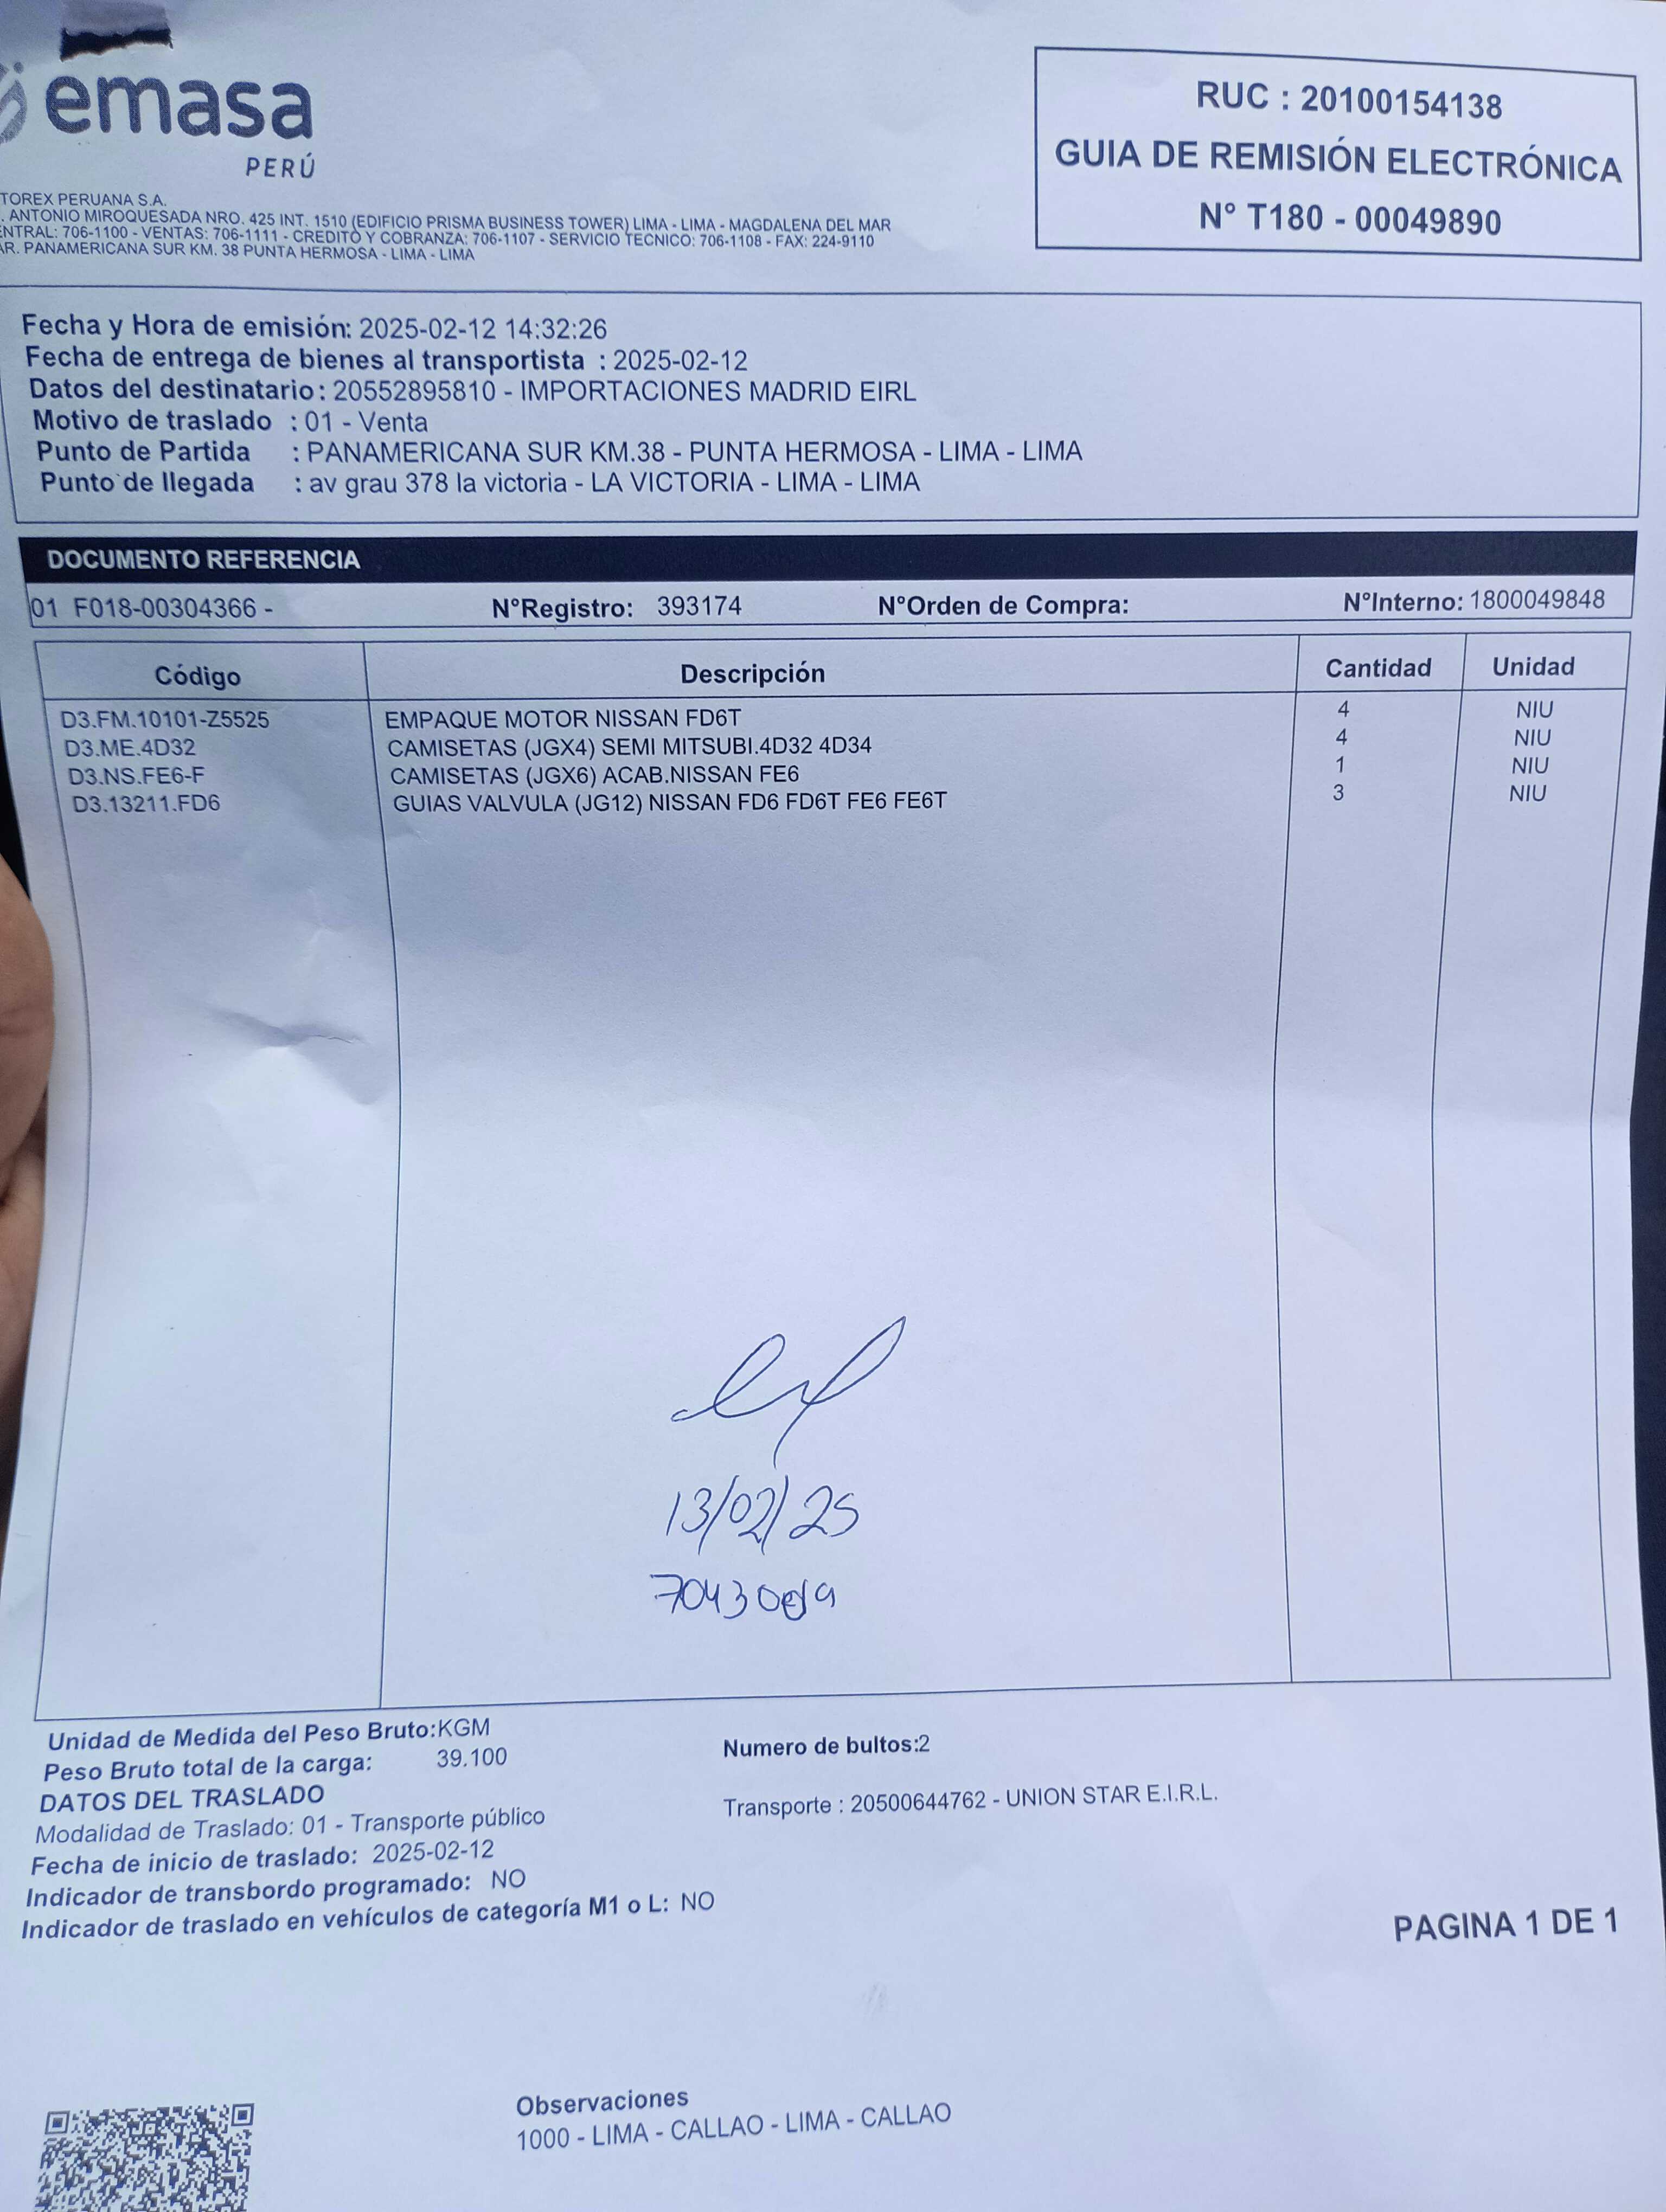 emasa
PERÚ
RUC : 20100154138
GUIA DE REMISIÓN ELECTRÓNICA
N° T180 - 00049890
TOREX PERUANA S.A.
. ANTONIO MIROQUESADA NRO. 425 INT. 1510 (EDIFICIO PRISMA BUSINESS TOWER) LIMA - LIMA - MAGDALENA DEL MAR
ENTRAL: 706-1100 - VENTAS: 706-1111 - CREDITO Y COBRANZA: 706-1107 - SERVICIO TECNICO: 706-1108 - FAX: 224-9110
AR. PANAMERICANA SUR KM. 38 PUNTA HERMOSA - LIMA - LIMA
Fecha y Hora de emisión: 2025-02-12 14:32:26
Fecha de entrega de bienes al transportista : 2025-02-12
Datos del destinatario : 20552895810 - IMPORTACIONES MADRID EIRL
Motivo de traslado : 01 - Venta
Punto de Partida : PANAMERICANA SUR KM.38 - PUNTA HERMOSA - LIMA - LIMA
Punto de llegada : av grau 378 la victoria - LA VICTORIA - LIMA - LIMA
DOCUMENTO REFERENCIA
01 F018-00304366 - N°Registro: 393174 N°Orden de Compra: N°Interno: 1800049848
Código Descripción Cantidad Unidad
D3.FM.10101-Z5525 EMPAQUE MOTOR NISSAN FD6T 4 NIU
D3.ME.4D32 CAMISETAS (JGX4) SEMI MITSUBI.4D32 4D34 4 NIU
D3.NS.FE6-F CAMISETAS (JGX6) ACAB.NISSAN FE6 1 NIU
D3.13211.FD6 GUIAS VALVULA (JG12) NISSAN FD6 FD6T FE6 FE6T 3 NIU
13/02/25
Unidad de Medida del Peso Bruto:KGM
Peso Bruto total de la carga: 39.100
Numero de bultos:2
DATOS DEL TRASLADO
Modalidad de Traslado: 01 - Transporte público
Transporte : 20500644762 - UNION STAR E.I.R.L.
Fecha de inicio de traslado: 2025-02-12
Indicador de transbordo programado: NO
Indicador de traslado en vehículos de categoría M1 o L: NO
PAGINA 1 DE 1
Observaciones
1000 - LIMA - CALLAO - LIMA - CALLAO